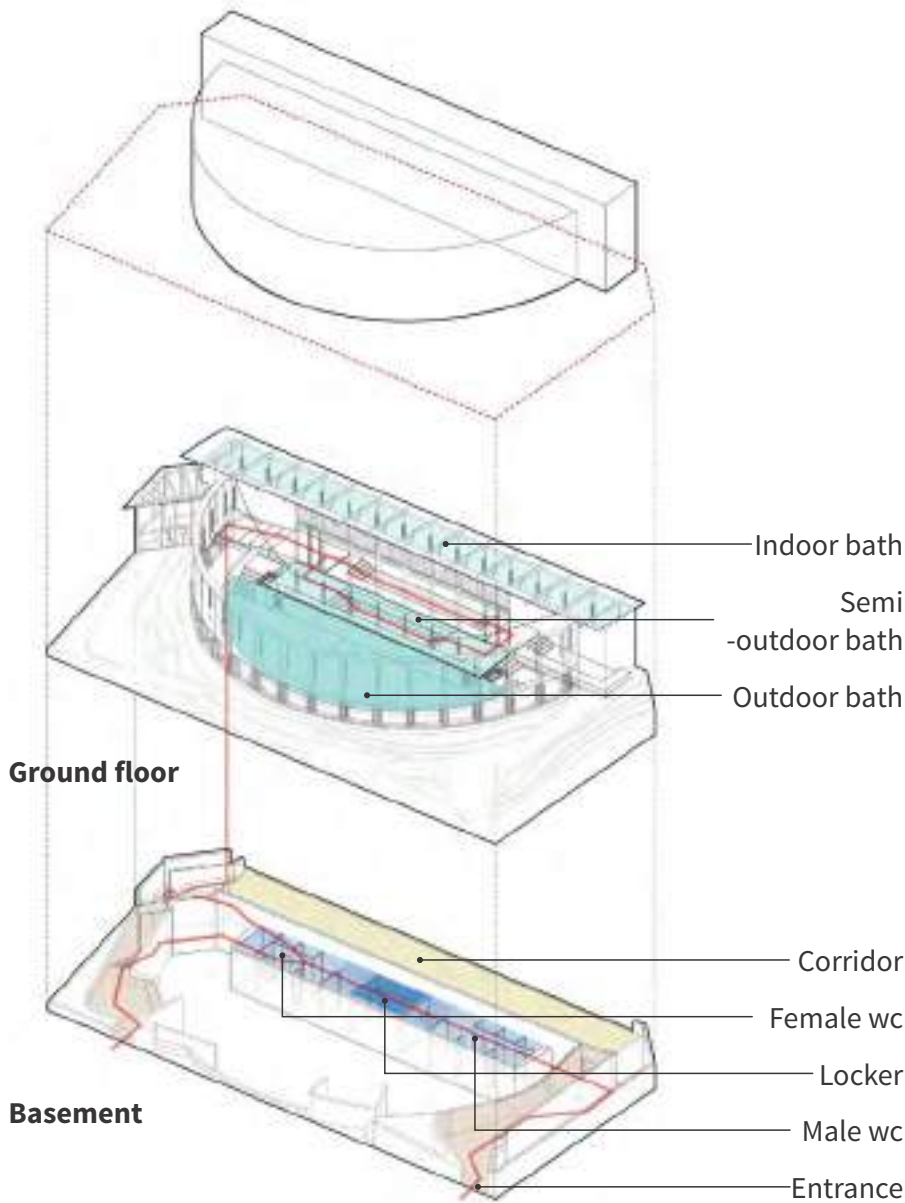 Indoor bath
Semi
-outdoor bath
Outdoor bath
Ground floor
Corridor
Female wc
Locker
Basement
Male wc
Entrance